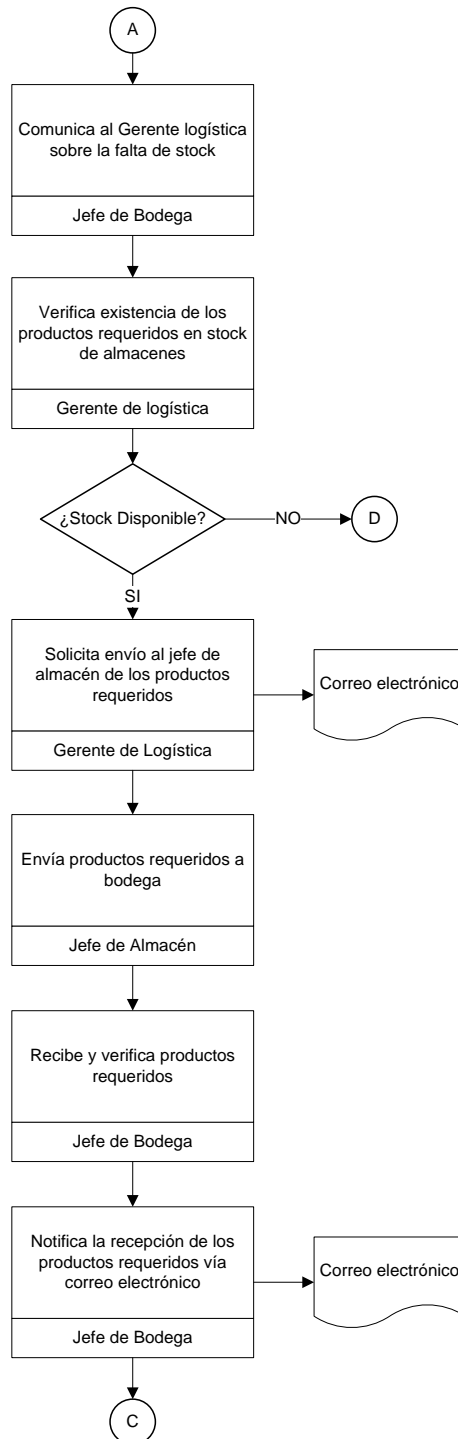 A
Comunica al Gerente logística
sobre la falta de stock
Jefe de Bodega
Verifica existencia de los
productos requeridos en stock
de almacenes
Gerente de logística
¿Stock Disponible?
NO
D
SI
Solicita envío al jefe de
almacén de los productos
requeridos
Correo electrónico
Gerente de Logística
Envía productos requeridos a
bodega
Jefe de Almacén
Recibe y verifica productos
requeridos
Jefe de Bodega
Notifica la recepción de los
productos requeridos vía
correo electrónico
Correo electrónico
Jefe de Bodega
C